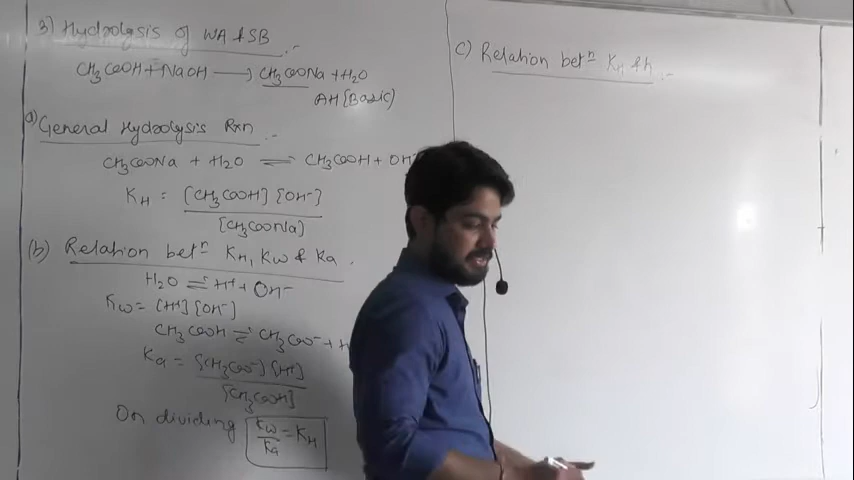 3) Hydrolysis of WA & SB :-
CH3COOH + NaOH ⟶ CH3COONa + H2O
AH (Basic)
a) General Hydrolysis Rxn :-
CH3COONa + H2O ⇌ CH3COOH + OH
KH = [CH3COOH] [OH-]
[CH3COONa]
(b) Relation betn KH, Kw & Ka .
H2O ⇌ H+ + OH-
Kw = [H+] [OH-]
CH3COOH ⇌ CH3COO- + H
Ka = [CH3COO-] [H+]
[CH3COOH]
On dividing Kw/Ka = KH
c) Relation betn KH & h :-